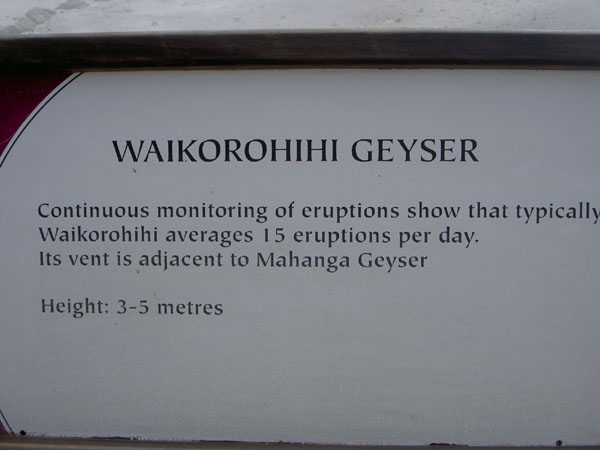 WAIKOROHIHI GEYSER
Continuous monitoring of eruptions show that typically
Waikorohihi averages 15 eruptions per day.
Its vent is adjacent to Mahanga Geyser
Height: 3-5 metres